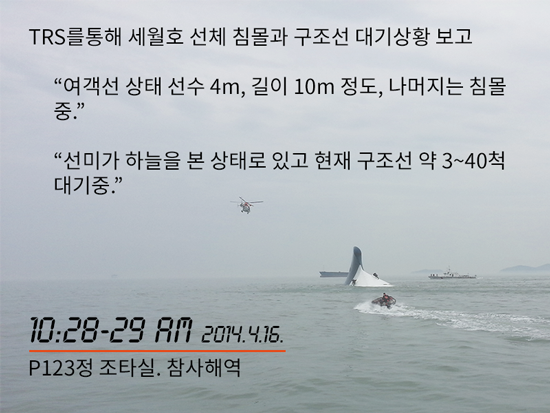 TRS를통해 세월호 선체 침몰과 구조선 대기상황 보고
“여객선 상태 선수 4m, 길이 10m 정도, 나머지는 침몰
중.”
“선미가 하늘을 본 상태로 있고 현재 구조선 약 3~40척
대기중.”
10:28-29 AM 2014.4.16.
P123정 조타실. 참사해역